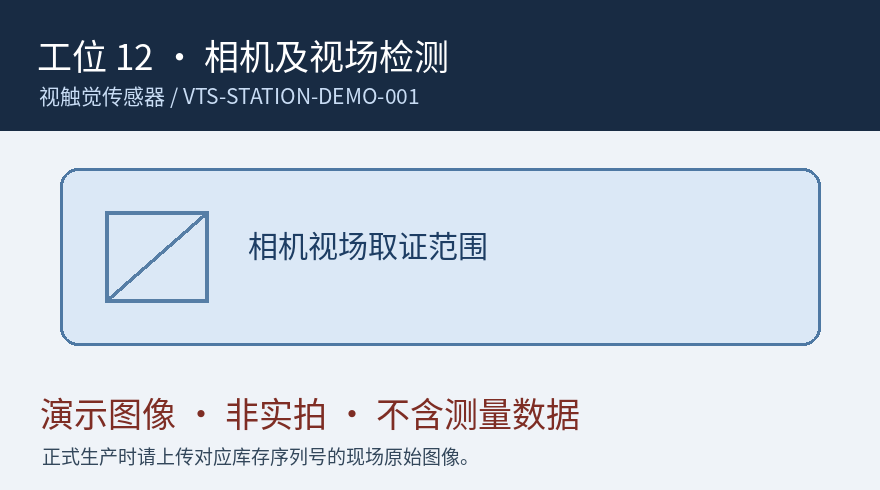 工位 12 · 相机及视场检测
视触觉传感器 / VTS-STATION-DEMO-001
相机视场取证范围
演示图像 · 非实拍 · 不含测量数据
正式生产时请上传对应库存序列号的现场原始图像。